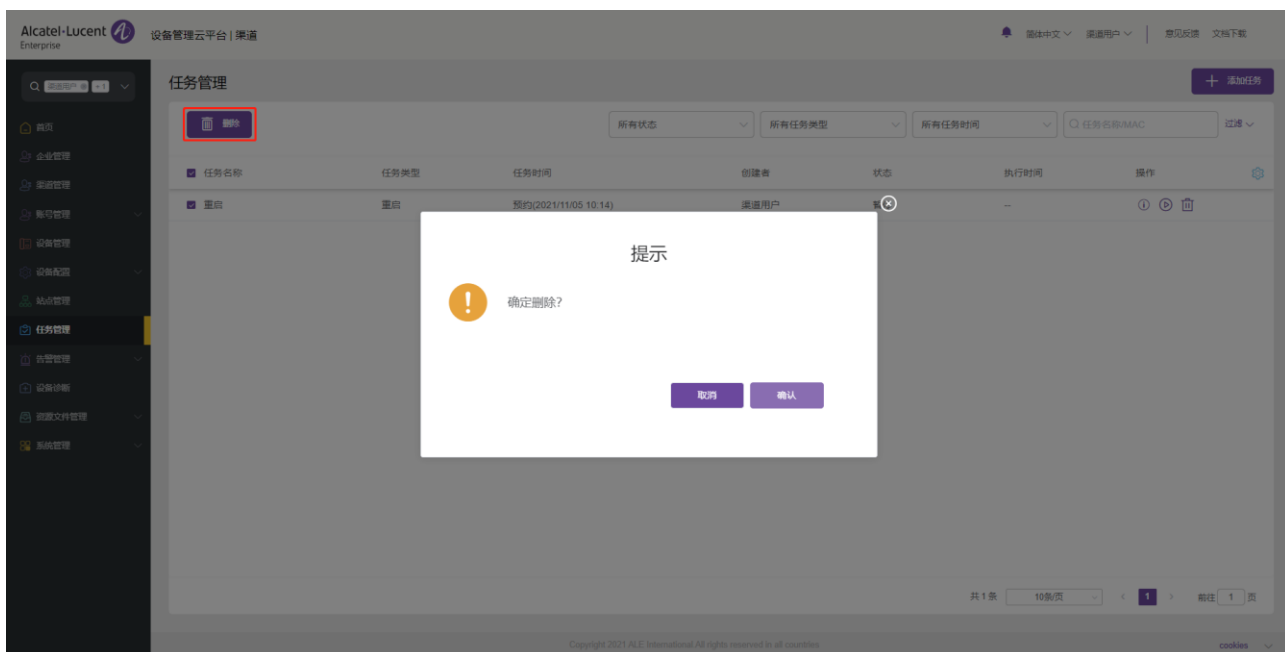 Alcatel-Lucent
Enterprise
设备管理云平台 | 渠道
简体中文 渠道用户 意见反馈 文档下载
渠道用户 +1
任务管理
添加任务
首页
企业管理
渠道管理
账号管理
设备管理
设备配置
站点管理
任务管理
告警管理
设备诊断
资源文件管理
系统管理
删除
所有状态 所有任务类型 所有任务时间 任务名称/MAC 过滤
任务名称 任务类型 任务时间 创建者 状态 执行时间 操作
重启 重启 预约(2021/11/05 10:14) 渠道用户 --
提示
确定删除?
取消 确认
共 1 条 10条/页 1 前往 1 页
Copyright 2021 ALE International All rights reserved in all countries
cookies